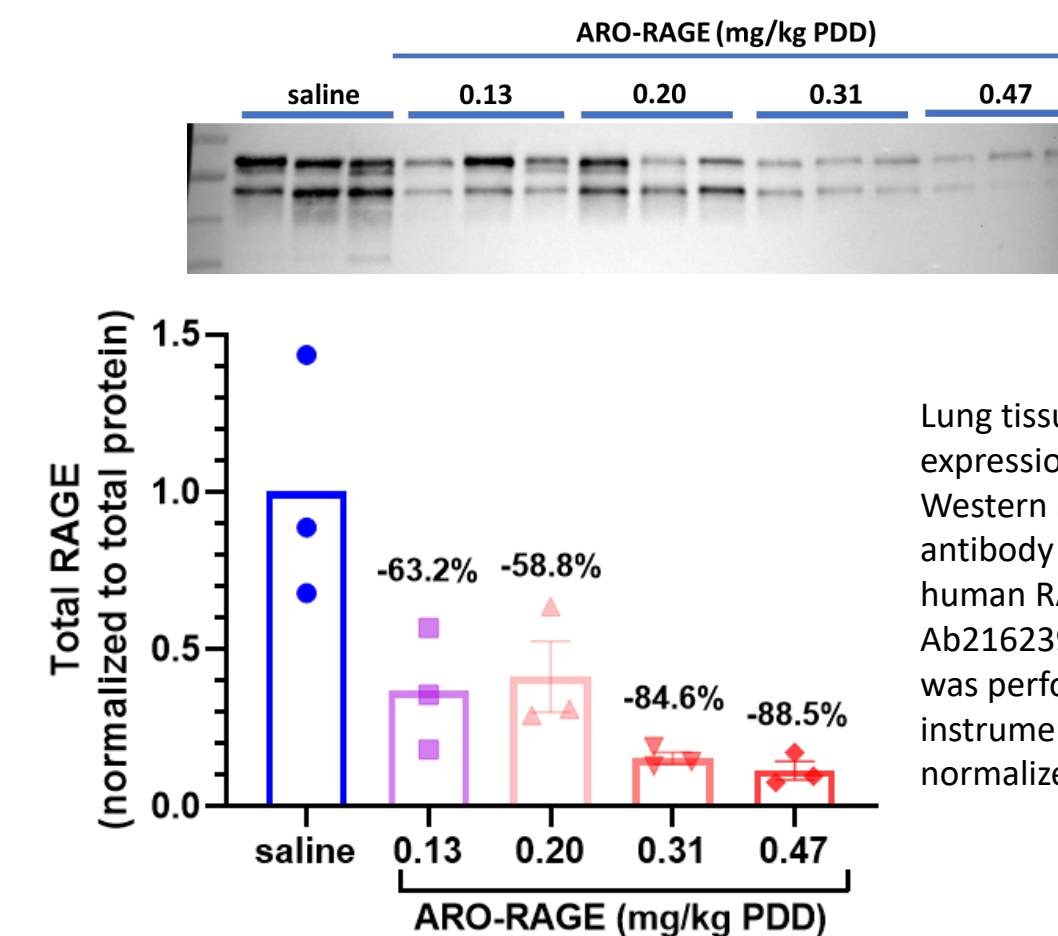 ARO-RAGE (mg/kg PDD)
saline 0.13 0.20 0.31 0.47
Total RAGE
(normalized to total protein)
1.5
1.0
0.5
0.0
-63.2% -58.8%
-84.6% -88.5%
saline 0.13 0.20 0.31 0.47
ARO-RAGE (mg/kg PDD)
Lung
Western
antibody
human
was